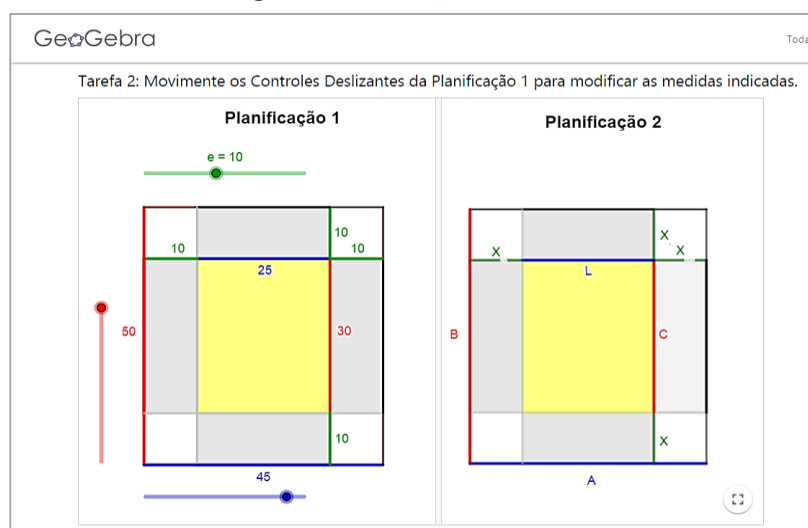 GeoGebra
Toda
Tarefa 2: Movimente os Controles Deslizantes da Planificação 1 para modificar as medidas indicadas.
Planificação 1
Planificação 2
e = 10
10
10
10
X
X
X
25
L
50
30
B
C
10
X
45
A